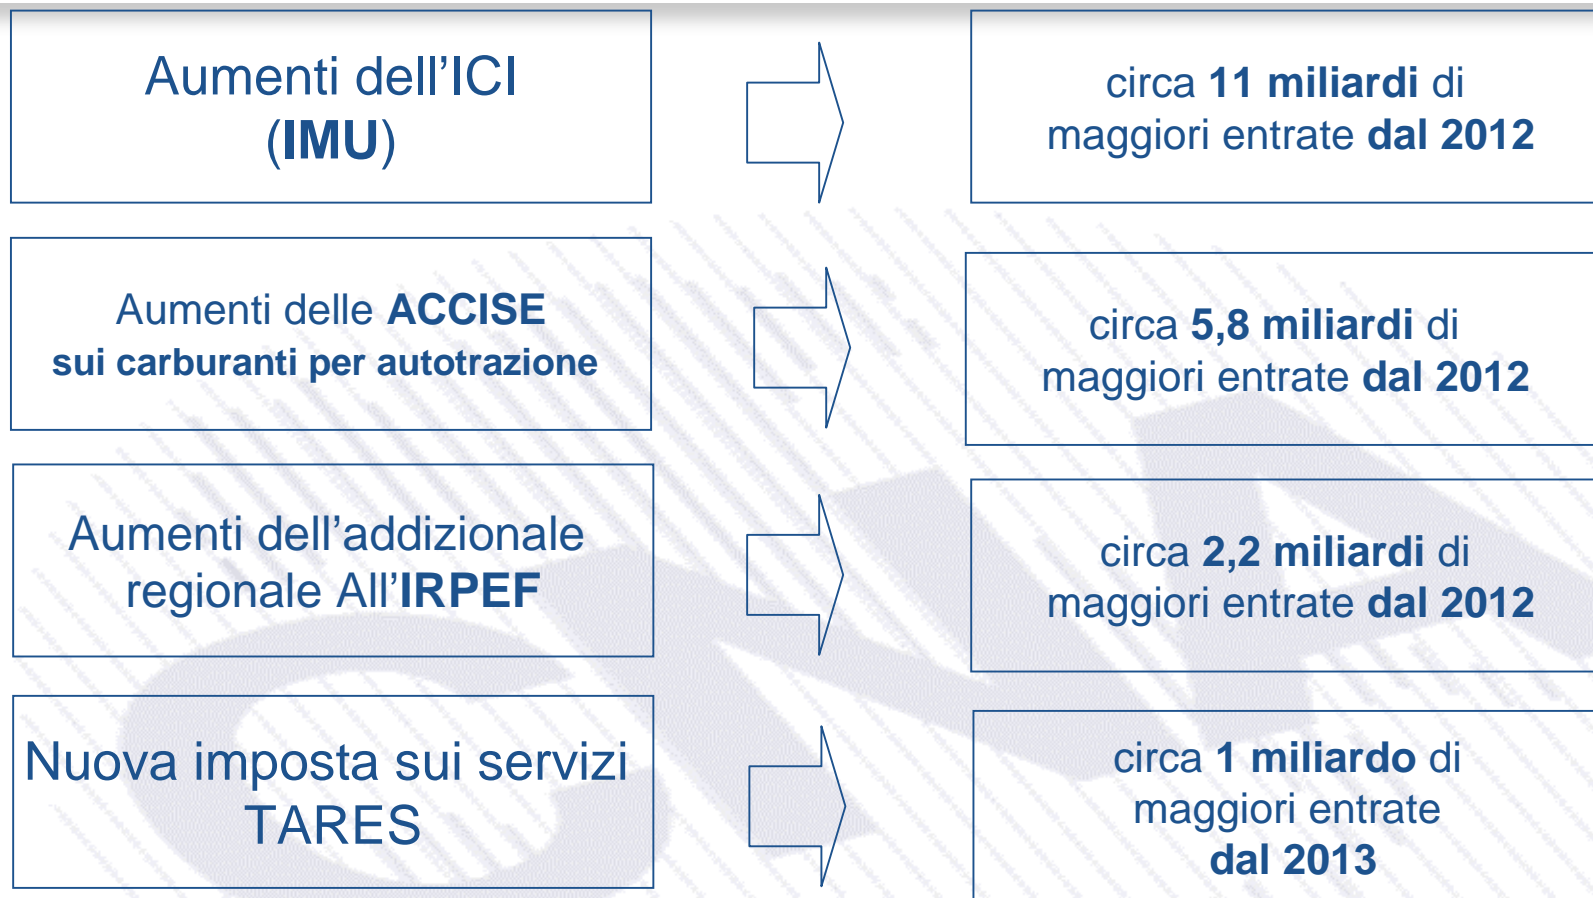 Aumenti dell’ICI
(IMU)
circa 11 miliardi di
maggiori entrate dal 2012
Aumenti delle ACCISE
sui carburanti per autotrazione
circa 5,8 miliardi di
maggiori entrate dal 2012
Aumenti dell’addizionale
regionale All’IRPEF
circa 2,2 miliardi di
maggiori entrate dal 2012
Nuova imposta sui servizi
TARES
circa 1 miliardo di
maggiori entrate
dal 2013
CNA